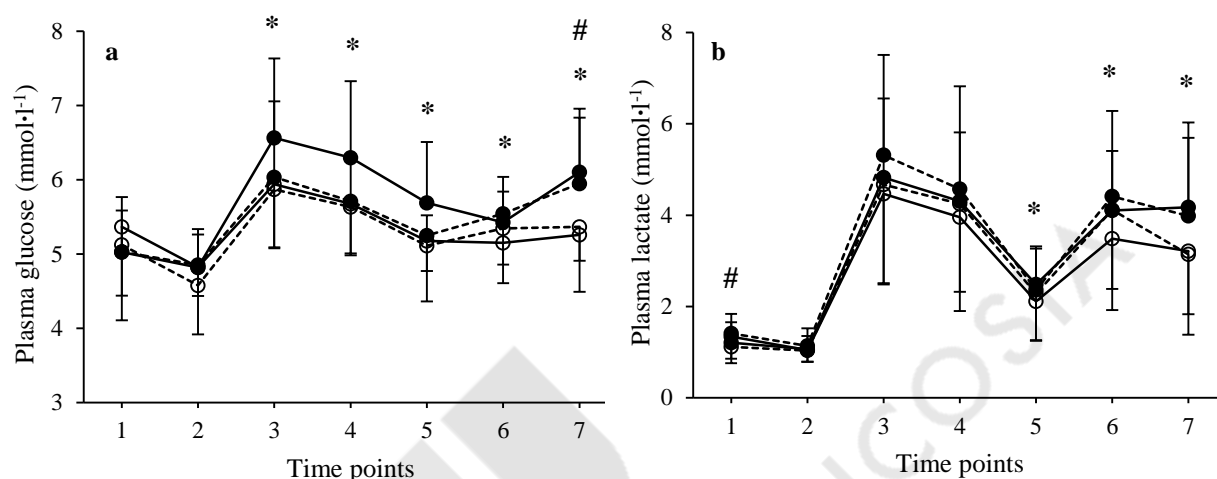 a
* * * * # *
Plasma glucose (mmol·l-1)
8
7
6
5
4
3
1 2 3 4 5 6 7
Time points
b
# * * *
Plasma lactate (mmol·l-1)
8
6
4
2
0
1 2 3 4 5 6 7
Time points